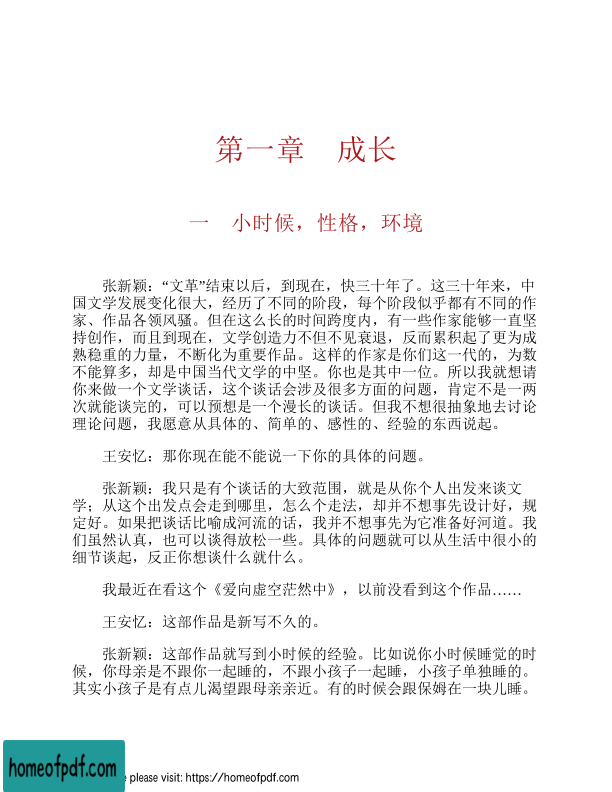 第一章　成长
一　小时候，性格，环境
张新颖：“文革”结束以后，到现在，快三十年了。这三十年来，中
国文学发展变化很大，经历了不同的阶段，每个阶段似乎都有不同的作
家、作品各领风骚。但在这么长的时间跨度内，有一些作家能够一直坚
持创作，而且到现在，文学创造力不但不见衰退，反而累积起了更为成
熟稳重的力量，不断化为重要作品。这样的作家是你们这一代的，为数
不能算多，却是中国当代文学的中坚。你也是其中一位。所以我就想请
你来做一个文学谈话，这个谈话会涉及很多方面的问题，肯定不是一两
次就能谈完的，可以预想是一个漫长的谈话。但我不想很抽象地去讨论
理论问题，我愿意从具体的、简单的、感性的、经验的东西说起。
王安忆：那你现在能不能说一下你的具体的问题。
张新颖：我只是有个谈话的大致范围，就是从你个人出发来谈文
学；从这个出发点会走到哪里，怎么个走法，却并不想事先设计好，规
定好。如果把谈话比喻成河流的话，我并不想事先为它准备好河道。我
们虽然认真，也可以谈得放松一些。具体的问题就可以从生活中很小的
细节谈起，反正你想谈什么就什么。
我最近在看这个《爱向虚空茫然中》，以前没看到这个作品……
王安忆：这部作品是新写不久的。
张新颖：这部作品就写到小时候的经验。比如说你小时候睡觉的时
候，你母亲是不跟你一起睡的，不跟小孩子一起睡，小孩子单独睡的。
其实小孩子是有点儿渴望跟母亲亲近。有的时候会跟保姆在一块儿睡。
homeofpdf.com
e please visit: https://homeofpdf.com